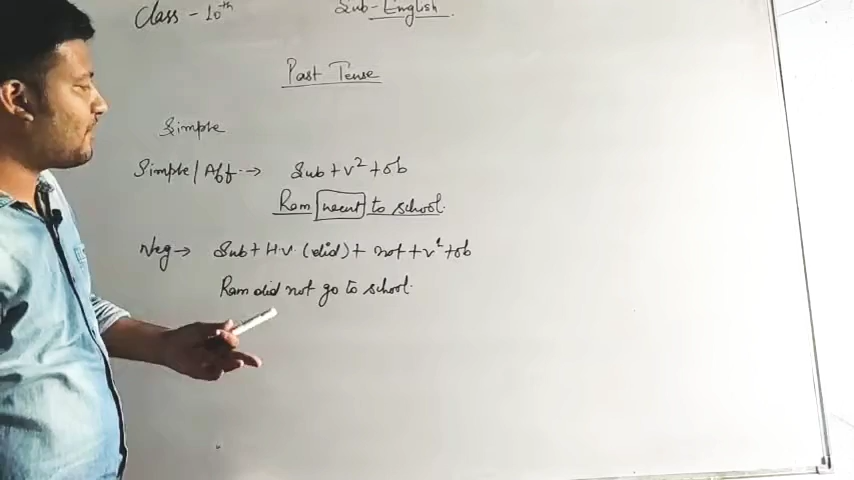 Class - 10th Sub - English.
Past Tense
Simple
Simple/Aff. → Sub + v² + ob
Ram went to school.
Neg → Sub + H.V. (did) + not + v¹ + ob
Ram did not go to school.